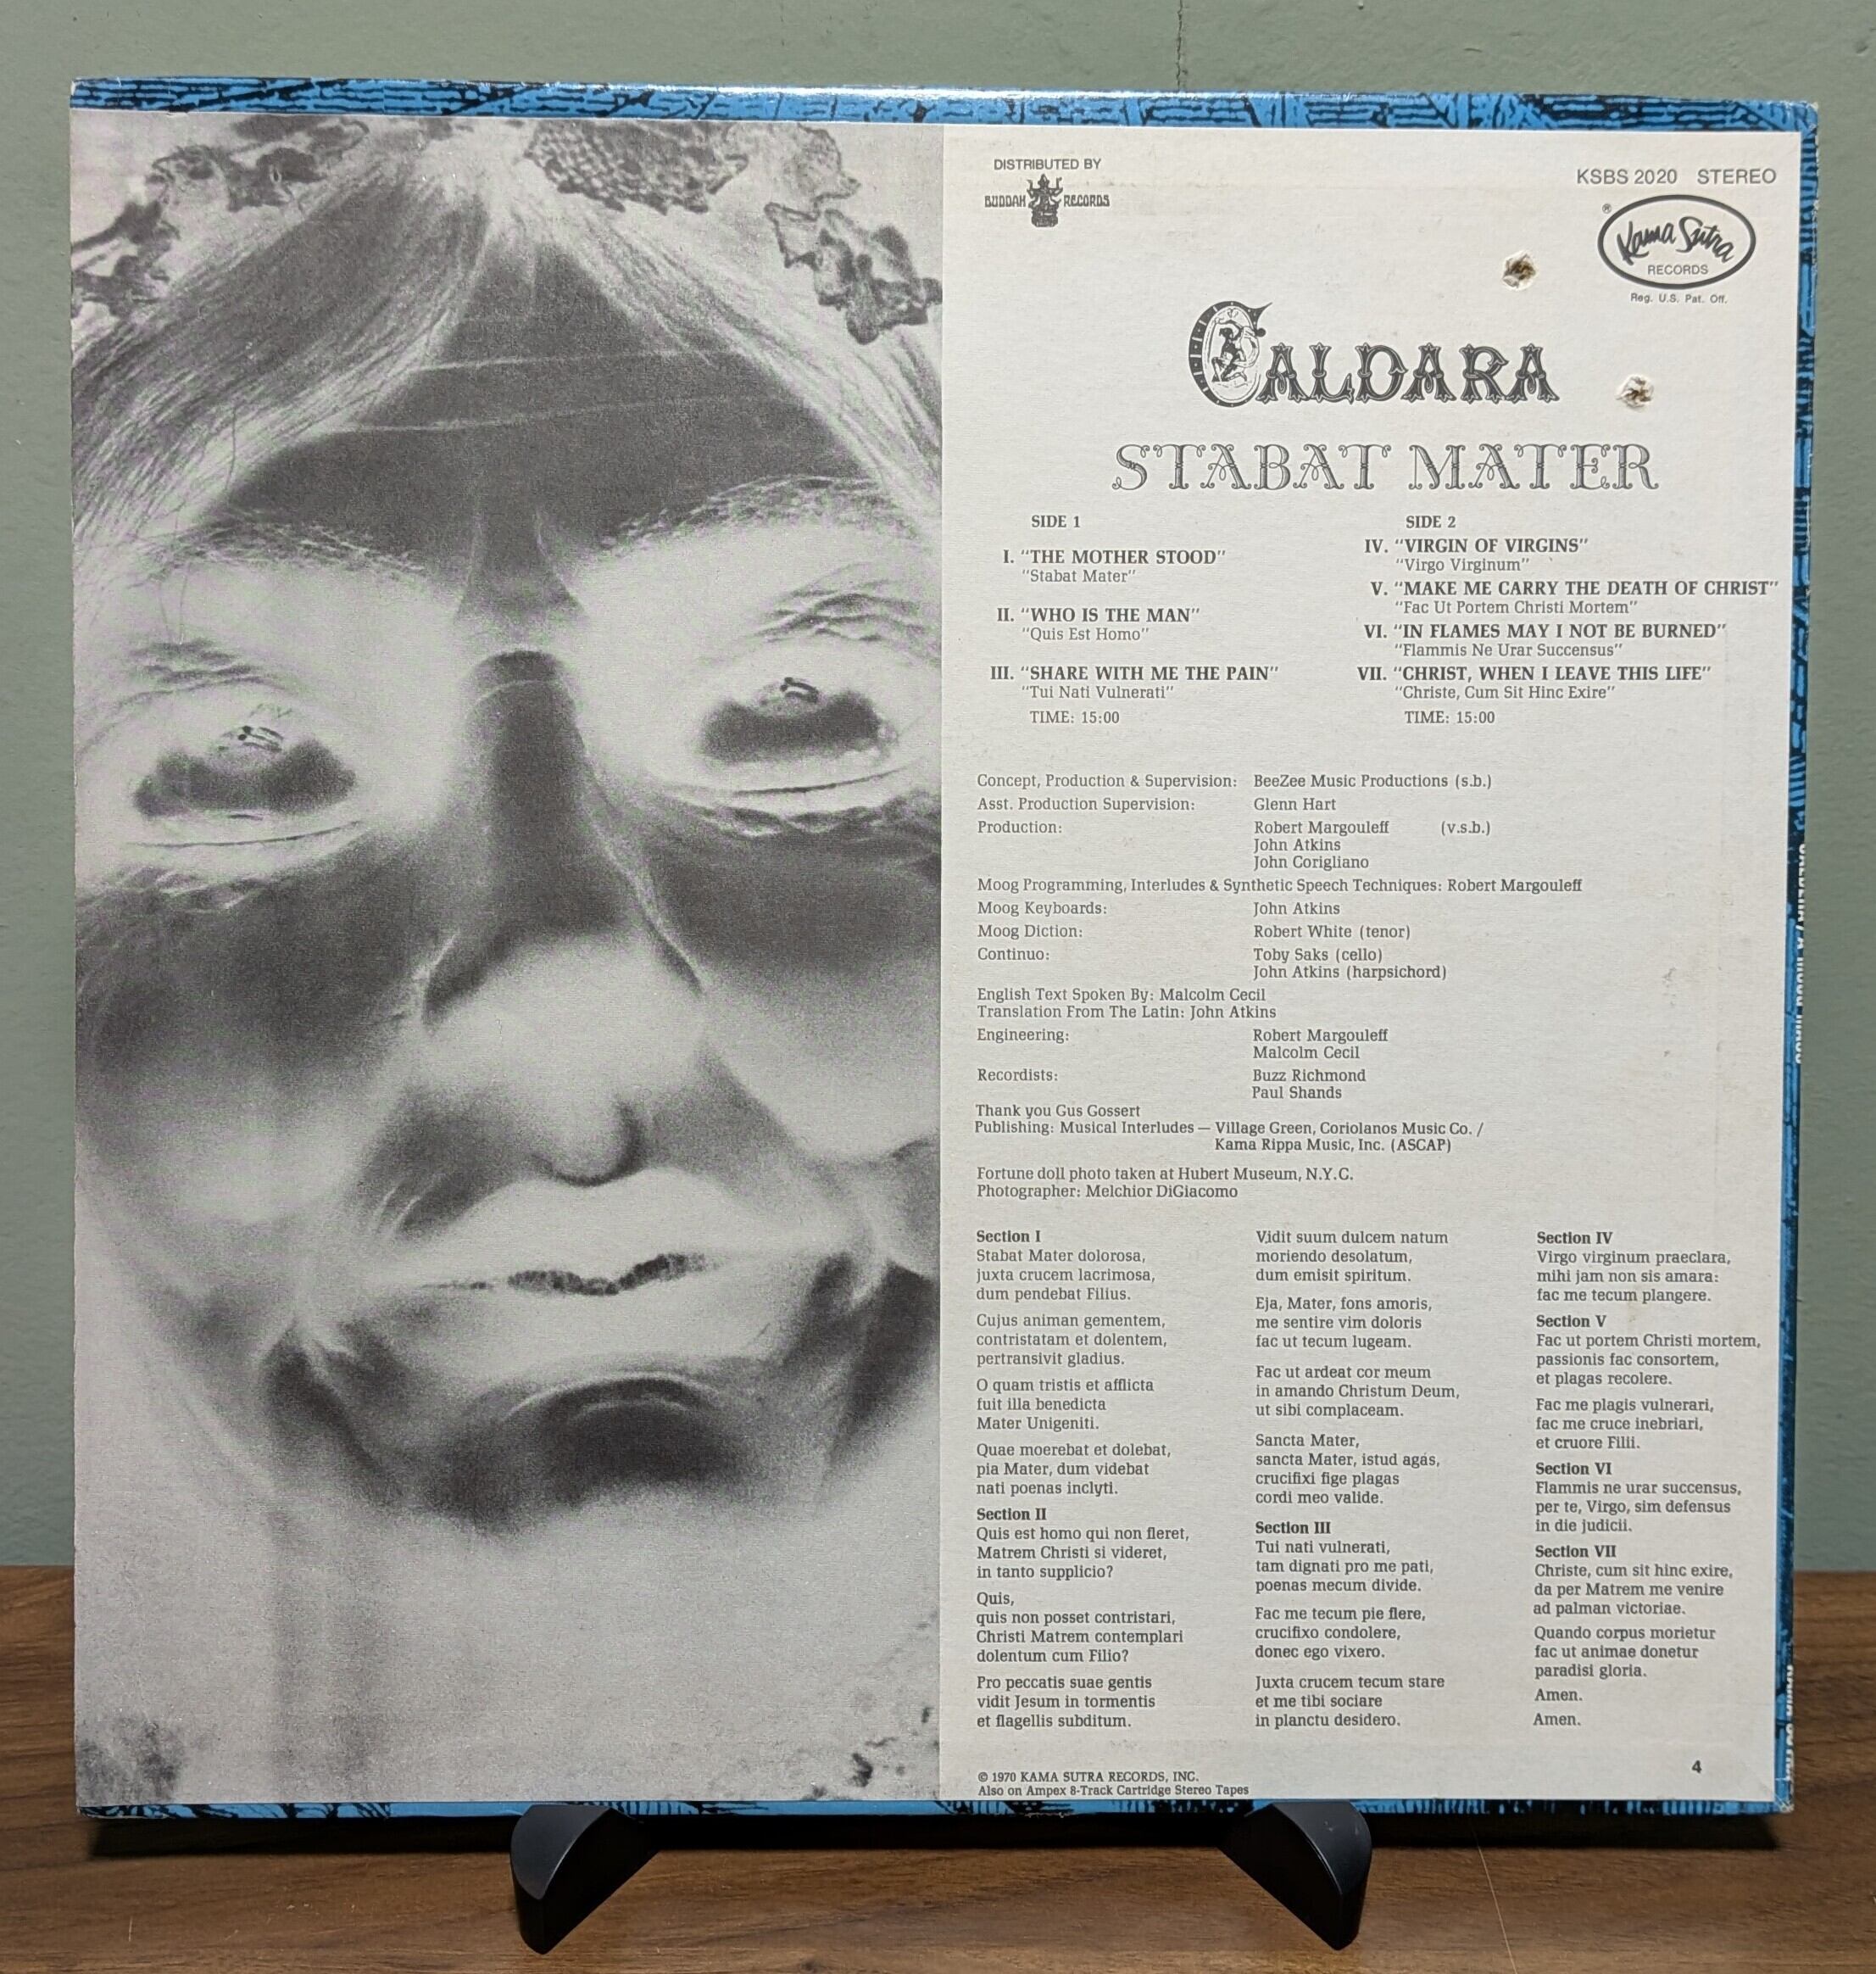 DISTRIBUTED BY
BUDDAH RECORDS
KSBS 2020 STEREO
®
Kama Sutra
RECORDS
Reg. U.S. Pat. Off.
CALDARA
STABAT MATER
SIDE 1
I. "THE MOTHER STOOD"
"Stabat Mater"
II. "WHO IS THE MAN"
"Quis Est Homo"
III. "SHARE WITH ME THE PAIN"
"Tui Nati Vulnerati"
TIME: 15:00
SIDE 2
IV. "VIRGIN OF VIRGINS"
"Virgo Virginum"
V. "MAKE ME CARRY THE DEATH OF CHRIST"
"Fac Ut Portem Christi Mortem"
VI. "IN FLAMES MAY I NOT BE BURNED"
"Flammis Ne Urar Succensus"
VII. "CHRIST, WHEN I LEAVE THIS LIFE"
"Christe, Cum Sit Hinc Exire"
TIME: 15:00
Concept, Production & Supervision: BeeZee Music Productions (s.b.)
Asst. Production Supervision: Glenn Hart
Production: Robert Margouleff (v.s.b.)
John Atkins
John Corigliano
Moog Programming, Interludes & Synthetic Speech Techniques: Robert Margouleff
Moog Keyboards: John Atkins
Moog Diction: Robert White (tenor)
Continuo: Toby Saks (cello)
John Atkins (harpsichord)
English Text Spoken By: Malcolm Cecil
Translation From The Latin: John Atkins
Engineering: Robert Margouleff
Malcolm Cecil
Recordists: Buzz Richmond
Paul Shands
Thank you Gus Gossert
Publishing: Musical Interludes — Village Green, Coriolanos Music Co. /
Kama Rippa Music, Inc. (ASCAP)
Fortune doll photo taken at Hubert Museum, N.Y.C.
Photographer: Melchior DiGiacomo
Section I
Stabat Mater dolorosa,
juxta crucem lacrimosa,
dum pendebat Filius.
Cujus animan gementem,
contristatam et dolentem,
pertransivit gladius.
O quam tristis et afflicta
fuit illa benedicta
Mater Unigeniti.
Quae moerebat et dolebat,
pia Mater, dum videbat
nati poenas inclyti.
Section II
Quis est homo qui non fleret,
Matrem Christi si videret,
in tanto supplicio?
Quis,
quis non posset contristari,
Christi Matrem contemplari
dolentum cum Filio?
Pro peccatis suae gentis
vidit Jesum in tormentis
et flagellis subditum.
Vidit suum dulcem natum
moriendo desolatum,
dum emisit spiritum.
Eja, Mater, fons amoris,
me sentire vim doloris
fac ut tecum lugeam.
Fac ut ardeat cor meum
in amando Christum Deum,
ut sibi complaceam.
Sancta Mater,
sancta Mater, istud agás,
crucifixi fige plagas
cordi meo valide.
Section III
Tui nati vulnerati,
tam dignati pro me pati,
poenas mecum divide.
Fac me tecum pie flere,
crucifixo condolere,
donec ego vixero.
Juxta crucem tecum stare
et me tibi sociare
in planctu desidero.
Section IV
Virgo virginum praeclara,
mihi jam non sis amara:
fac me tecum plangere.
Section V
Fac ut portem Christi mortem,
passionis fac consortem,
et plagas recolere.
Fac me plagis vulnerari,
fac me cruce inebriari,
et cruore Filii.
Section VI
Flammis ne urar succensus,
per te, Virgo, sim defensus
in die judicii.
Section VII
Christe, cum sit hinc exire,
da per Matrem me venire
ad palman victoriae.
Quando corpus morietur
fac ut animae donetur
paradisi gloria.
Amen.
Amen.
4
© 1970 KAMA SUTRA RECORDS, INC.
Also on Ampex 8-Track Cartridge Stereo Tapes